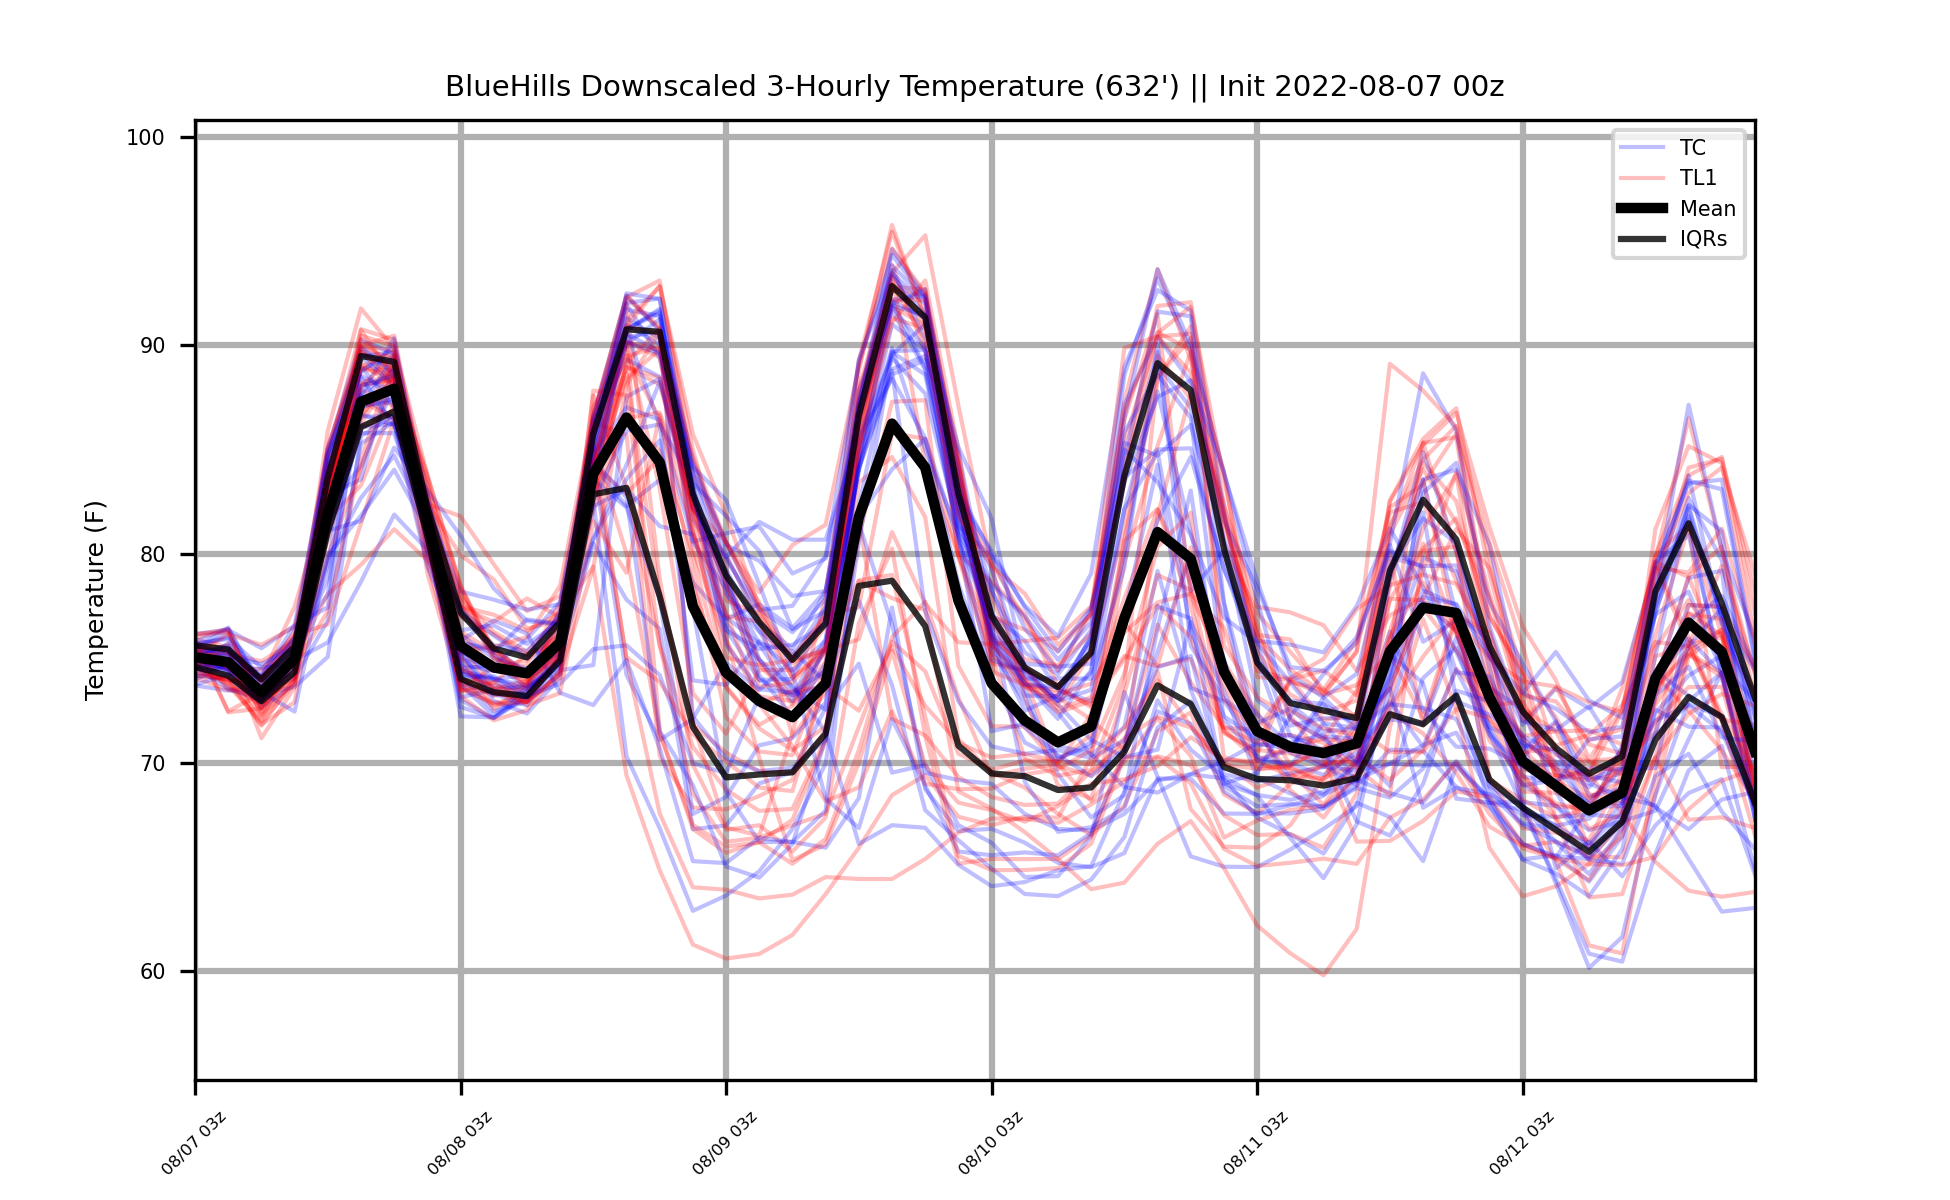 BlueHills Downscaled 3-Hourly Temperature (632') || Init 2022-08-07 00z
TC
TL1
Mean
IQRs
Temperature (F)
100
90
80
70
60
08/07 03z
08/08 03z
08/09 03z
08/10 03z
08/11 03z
08/12 03z